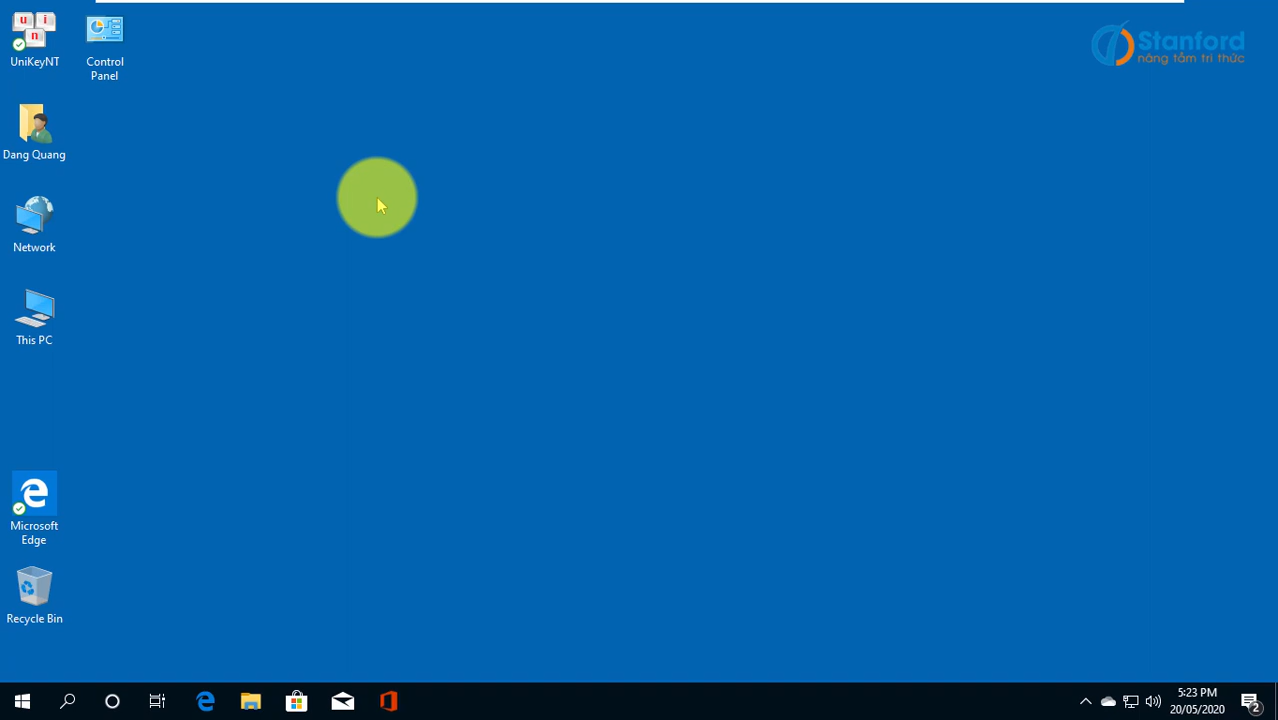 u i
n
UniKeyNT
Control
Panel
Stanford
nâng tầm tri thức
Dang Quang
Network
This PC
Microsoft
Edge
Recycle Bin
5:23 PM
20/05/2020
2